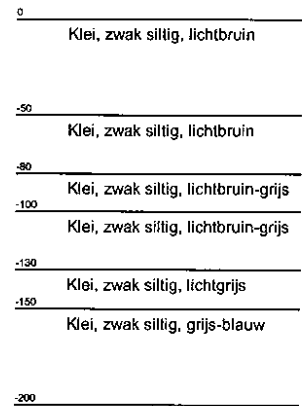 0
Klei, zwak siltig, lichtbruin
-50
Klei, zwak siltig, lichtbruin
-80
Klei, zwak siltig, lichtbruin-grijs
-100
Klei, zwak siltig, lichtbruin-grijs
-130
Klei, zwak siltig, lichtgrijs
-150
Klei, zwak siltig, grijs-blauw
-200